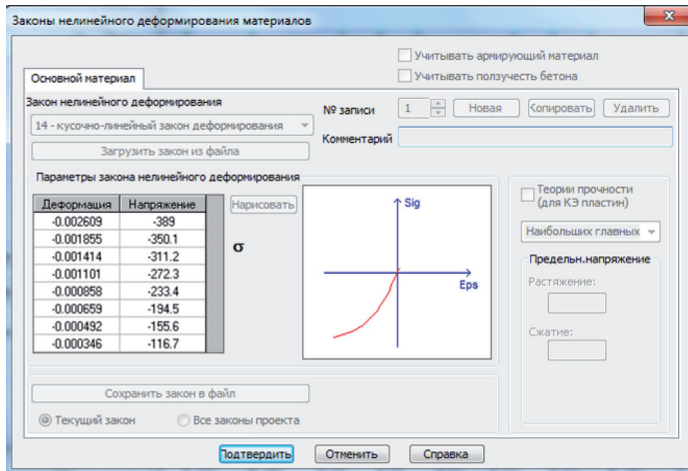 Законы нелинейного деформирования материалов
Учитывать армирующий материал
Учитывать ползучесть бетона
Основной материал
Закон нелинейного деформирования
14 - кусочно-линейный закон деформирования
Загрузить закон из файла
№ записи 1 Новая Копировать Удалить
Комментарий
Параметры закона нелинейного деформирования
Деформация Напряжение
-0.002609 -389
-0.001855 -350.1
-0.001414 -311.2
-0.001101 -272.3
-0.000858 -233.4
-0.000659 -194.5
-0.000492 -155.6
-0.000346 -116.7
Нарисовать
σ
Sig
Eps
Теории прочности
(для КЭ пластин)
Наибольших главных
Предельн.напряжение
Растяжение:
Сжатие:
Сохранить закон в файл
Текущий закон Все законы проекта
Подтвердить Отменить Справка